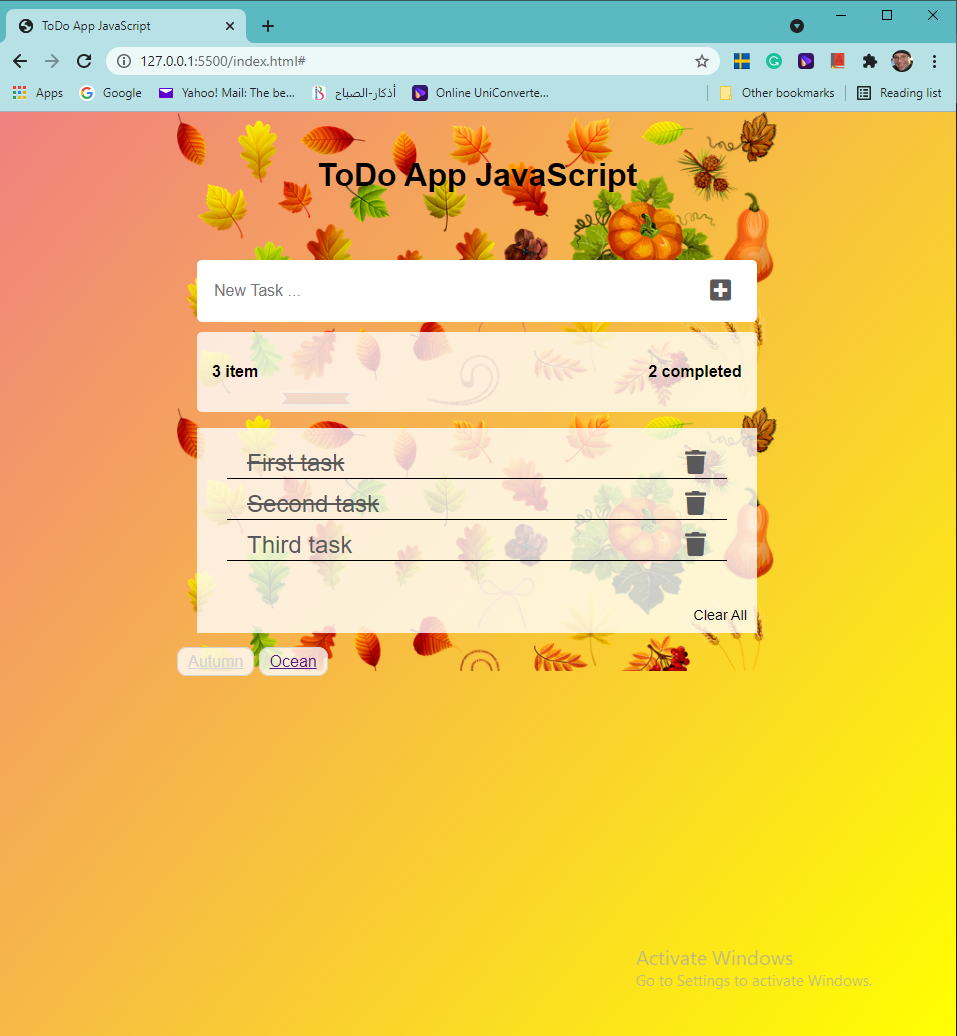 ToDo App JavaScript
127.0.0.1:5500/index.html#
Apps Google Yahoo! Mail: The be... أذكار-الصباح Online UniConverte... Other bookmarks Reading list
ToDo App JavaScript
New Task ...
3 item 2 completed
First task
Second task
Third task
Clear All
Autumn Ocean
Activate Windows
Go to Settings to activate Windows.